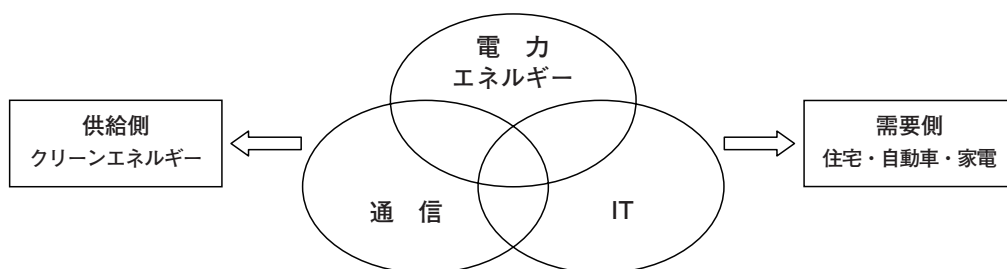 電 力
エネルギー
供給側
クリーンエネルギー
需要側
住宅・自動車・家電
通 信
IT